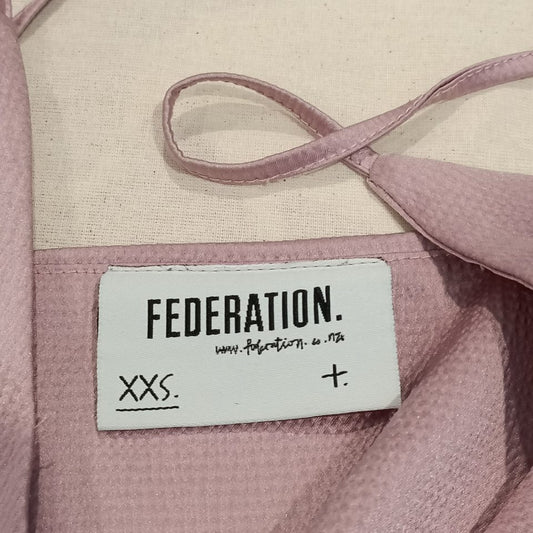 FEDERATION.
www.federation.co.nz
XXS. +.